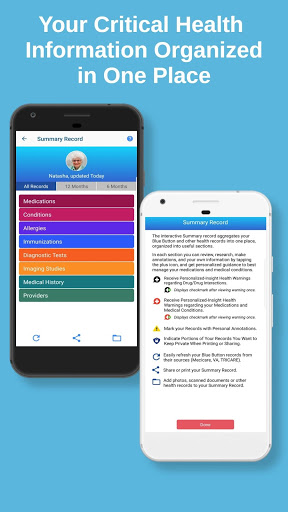 Your Critical Health
Information Organized
in One Place
Summary Record
Natasha, updated Today
All Records
12 Months
6 Months
Medications
Conditions
Allergies
Immunizations
Diagnostic Tests
Imaging Studies
Medical History
Providers
Summary Record
The Interactive Summary record aggregates your
Blue Button and other health records into one place,
organized into useful sections.
In each section you can review, research, make
annotations, and your own information by tapping
the plus icon, and get personalized guidance to best
manage your medications and medical conditions.
Receive Personalized-Insight Health Warnings
regarding Drug/Drug Interactions.
Displays checkmark after viewing warning once.
Receive Personalized-Insight Health
Warnings regarding your Medications and
Medical Conditions.
Displays checkmark after viewing warning once.
Mark your Records with Personal Annotations.
Indicate Portions of Your Records You Want to
Keep Private When Printing or Sharing.
Easily refresh your Blue Button records from
their sources (Medicare, VA, TRICARE).
Share or print your Summary Record.
Add photos, scanned documents or other
health records to your Summary Record.
Done